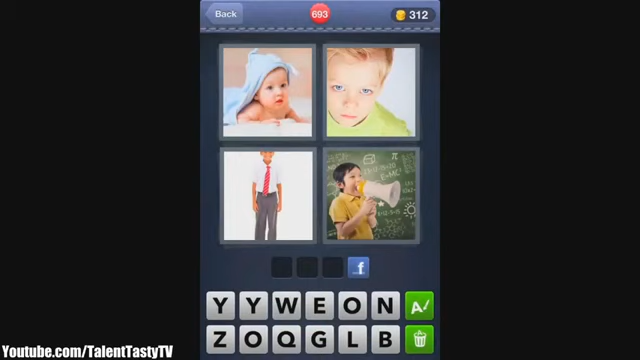 Back
693
312
π
f
Y Y W E O N A✓
Z O Q G L B
Youtube.com/TalentTastyTV